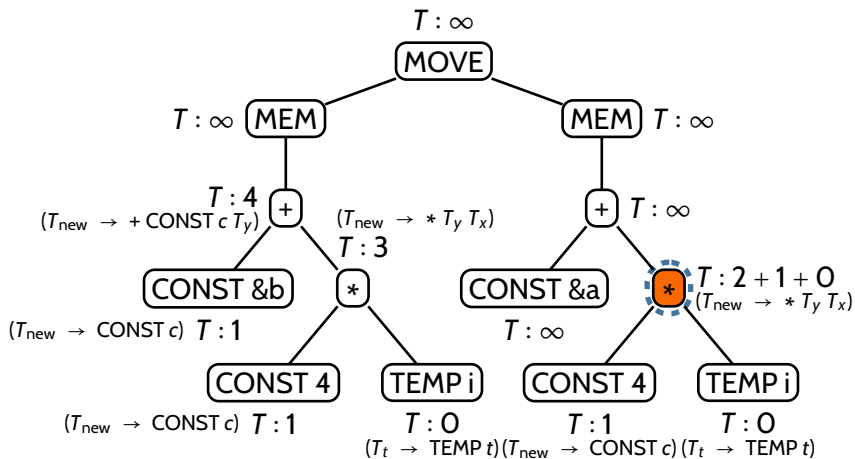 T : ∞
MOVE
T : ∞ MEM MEM T : ∞
T : 4
(T_new → + CONST c T_y) + (T_new → * T_y T_x) + T : ∞
T : 3
CONST &b * CONST &a * T : 2 + 1 + 0
(T_new → * T_y T_x)
(T_new → CONST c) T : 1 T : ∞
CONST 4 TEMP i CONST 4 TEMP i
(T_new → CONST c) T : 1 T : 0 T : 1 T : 0
(T_t → TEMP t) (T_new → CONST c) (T_t → TEMP t)